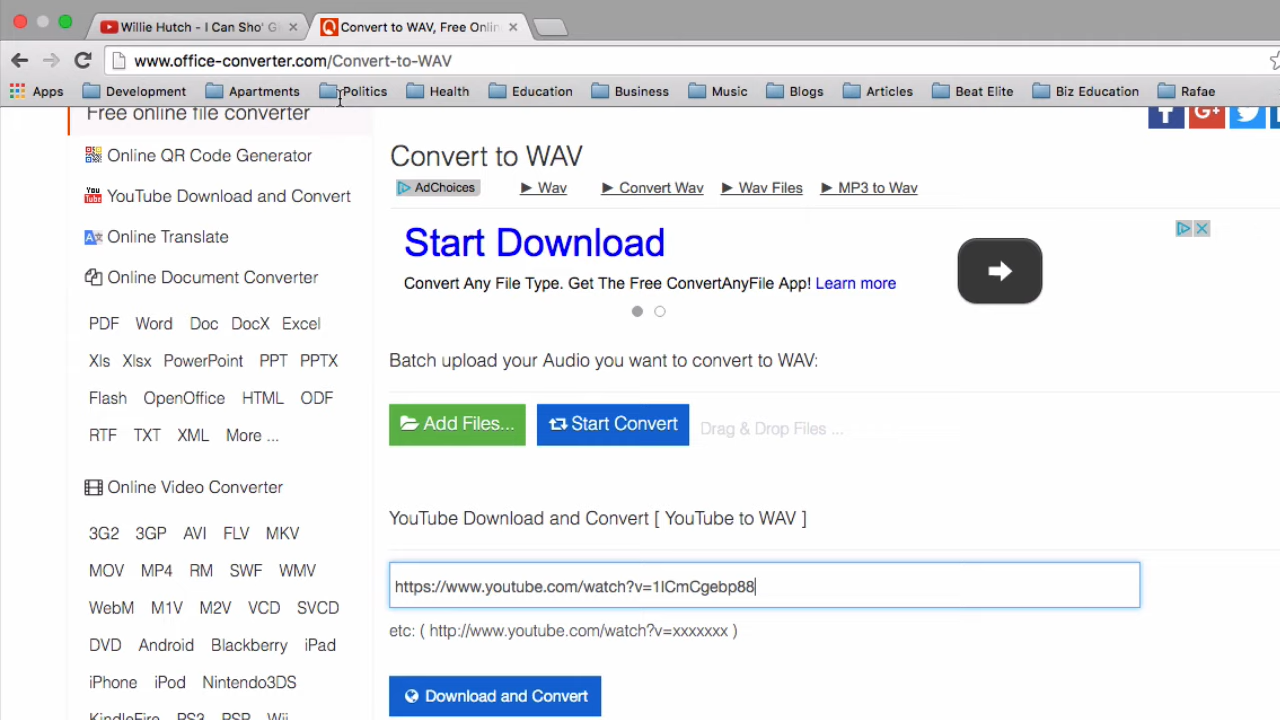 Willie Hutch - I Can Sho' G
Convert to WAV, Free Onlin
www.office-converter.com/Convert-to-WAV
Apps Development Apartments Politics Health Education Business Music Blogs Articles Beat Elite Biz Education Rafae
Free online file converter
Online QR Code Generator
You Tube YouTube Download and Convert
Online Translate
Online Document Converter
PDF Word Doc DocX Excel
Xls Xlsx PowerPoint PPT PPTX
Flash OpenOffice HTML ODF
RTF TXT XML More ...
Online Video Converter
3G2 3GP AVI FLV MKV
MOV MP4 RM SWF WMV
WebM M1V M2V VCD SVCD
DVD Android Blackberry iPad
iPhone iPod Nintendo3DS
KindleFire PS3 PSP Wii
Convert to WAV
AdChoices ► Wav ► Convert Wav ► Wav Files ► MP3 to Wav
Start Download
Convert Any File Type. Get The Free ConvertAnyFile App! Learn more
Batch upload your Audio you want to convert to WAV:
Add Files... Start Convert Drag & Drop Files ...
YouTube Download and Convert [ YouTube to WAV ]
https://www.youtube.com/watch?v=1lCmCgebp88
etc: ( http://www.youtube.com/watch?v=xxxxxxx )
Download and Convert